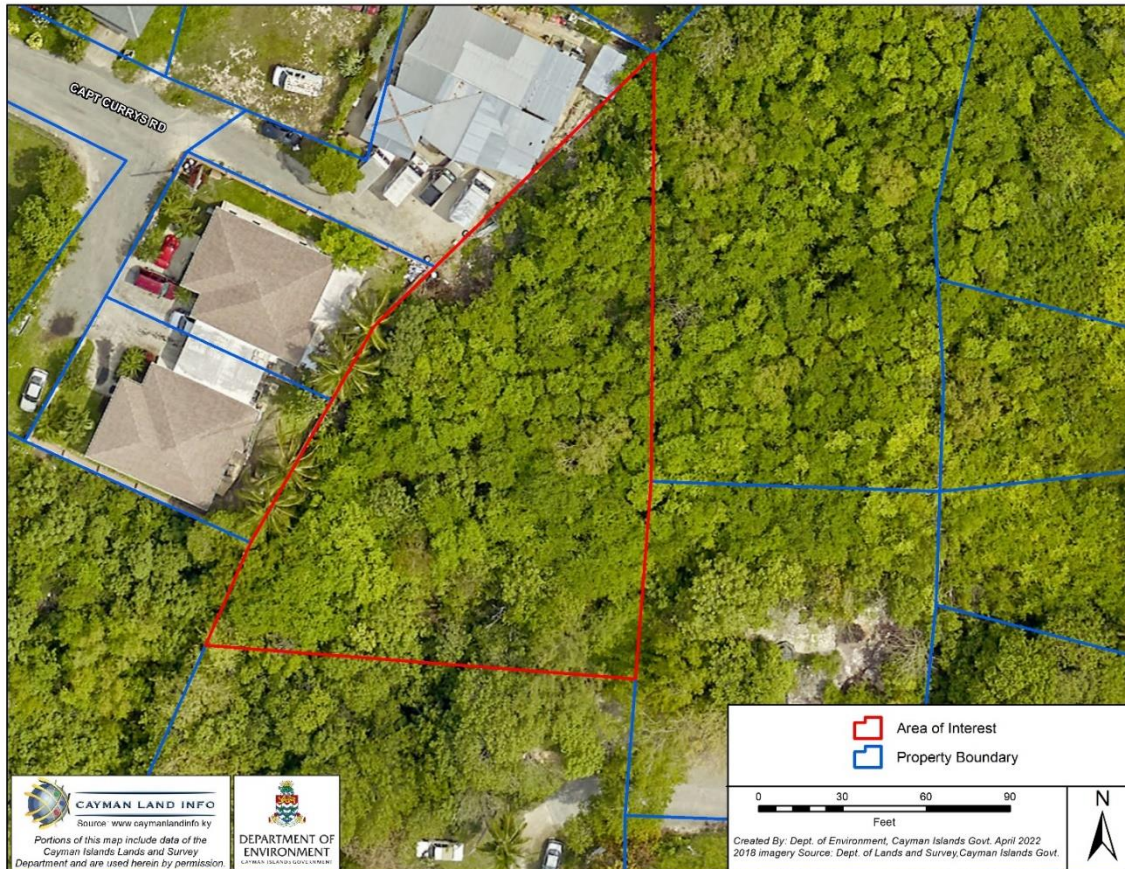 CAPT CURRYS RD
Area of Interest
Property Boundary
0 30 60 90
Feet
N
Created By: Dept. of Environment, Cayman Islands Govt. April 2022
2018 imagery Source: Dept. of Lands and Survey,Cayman Islands Govt.
CAYMAN LAND INFO
Source: www.caymanlandinfo.ky
Portions of this map include data of the
Cayman Islands Lands and Survey
Department and are used herein by permission.
DEPARTMENT OF
ENVIRONMENT
CAYMAN ISLANDS GOVERNMENT